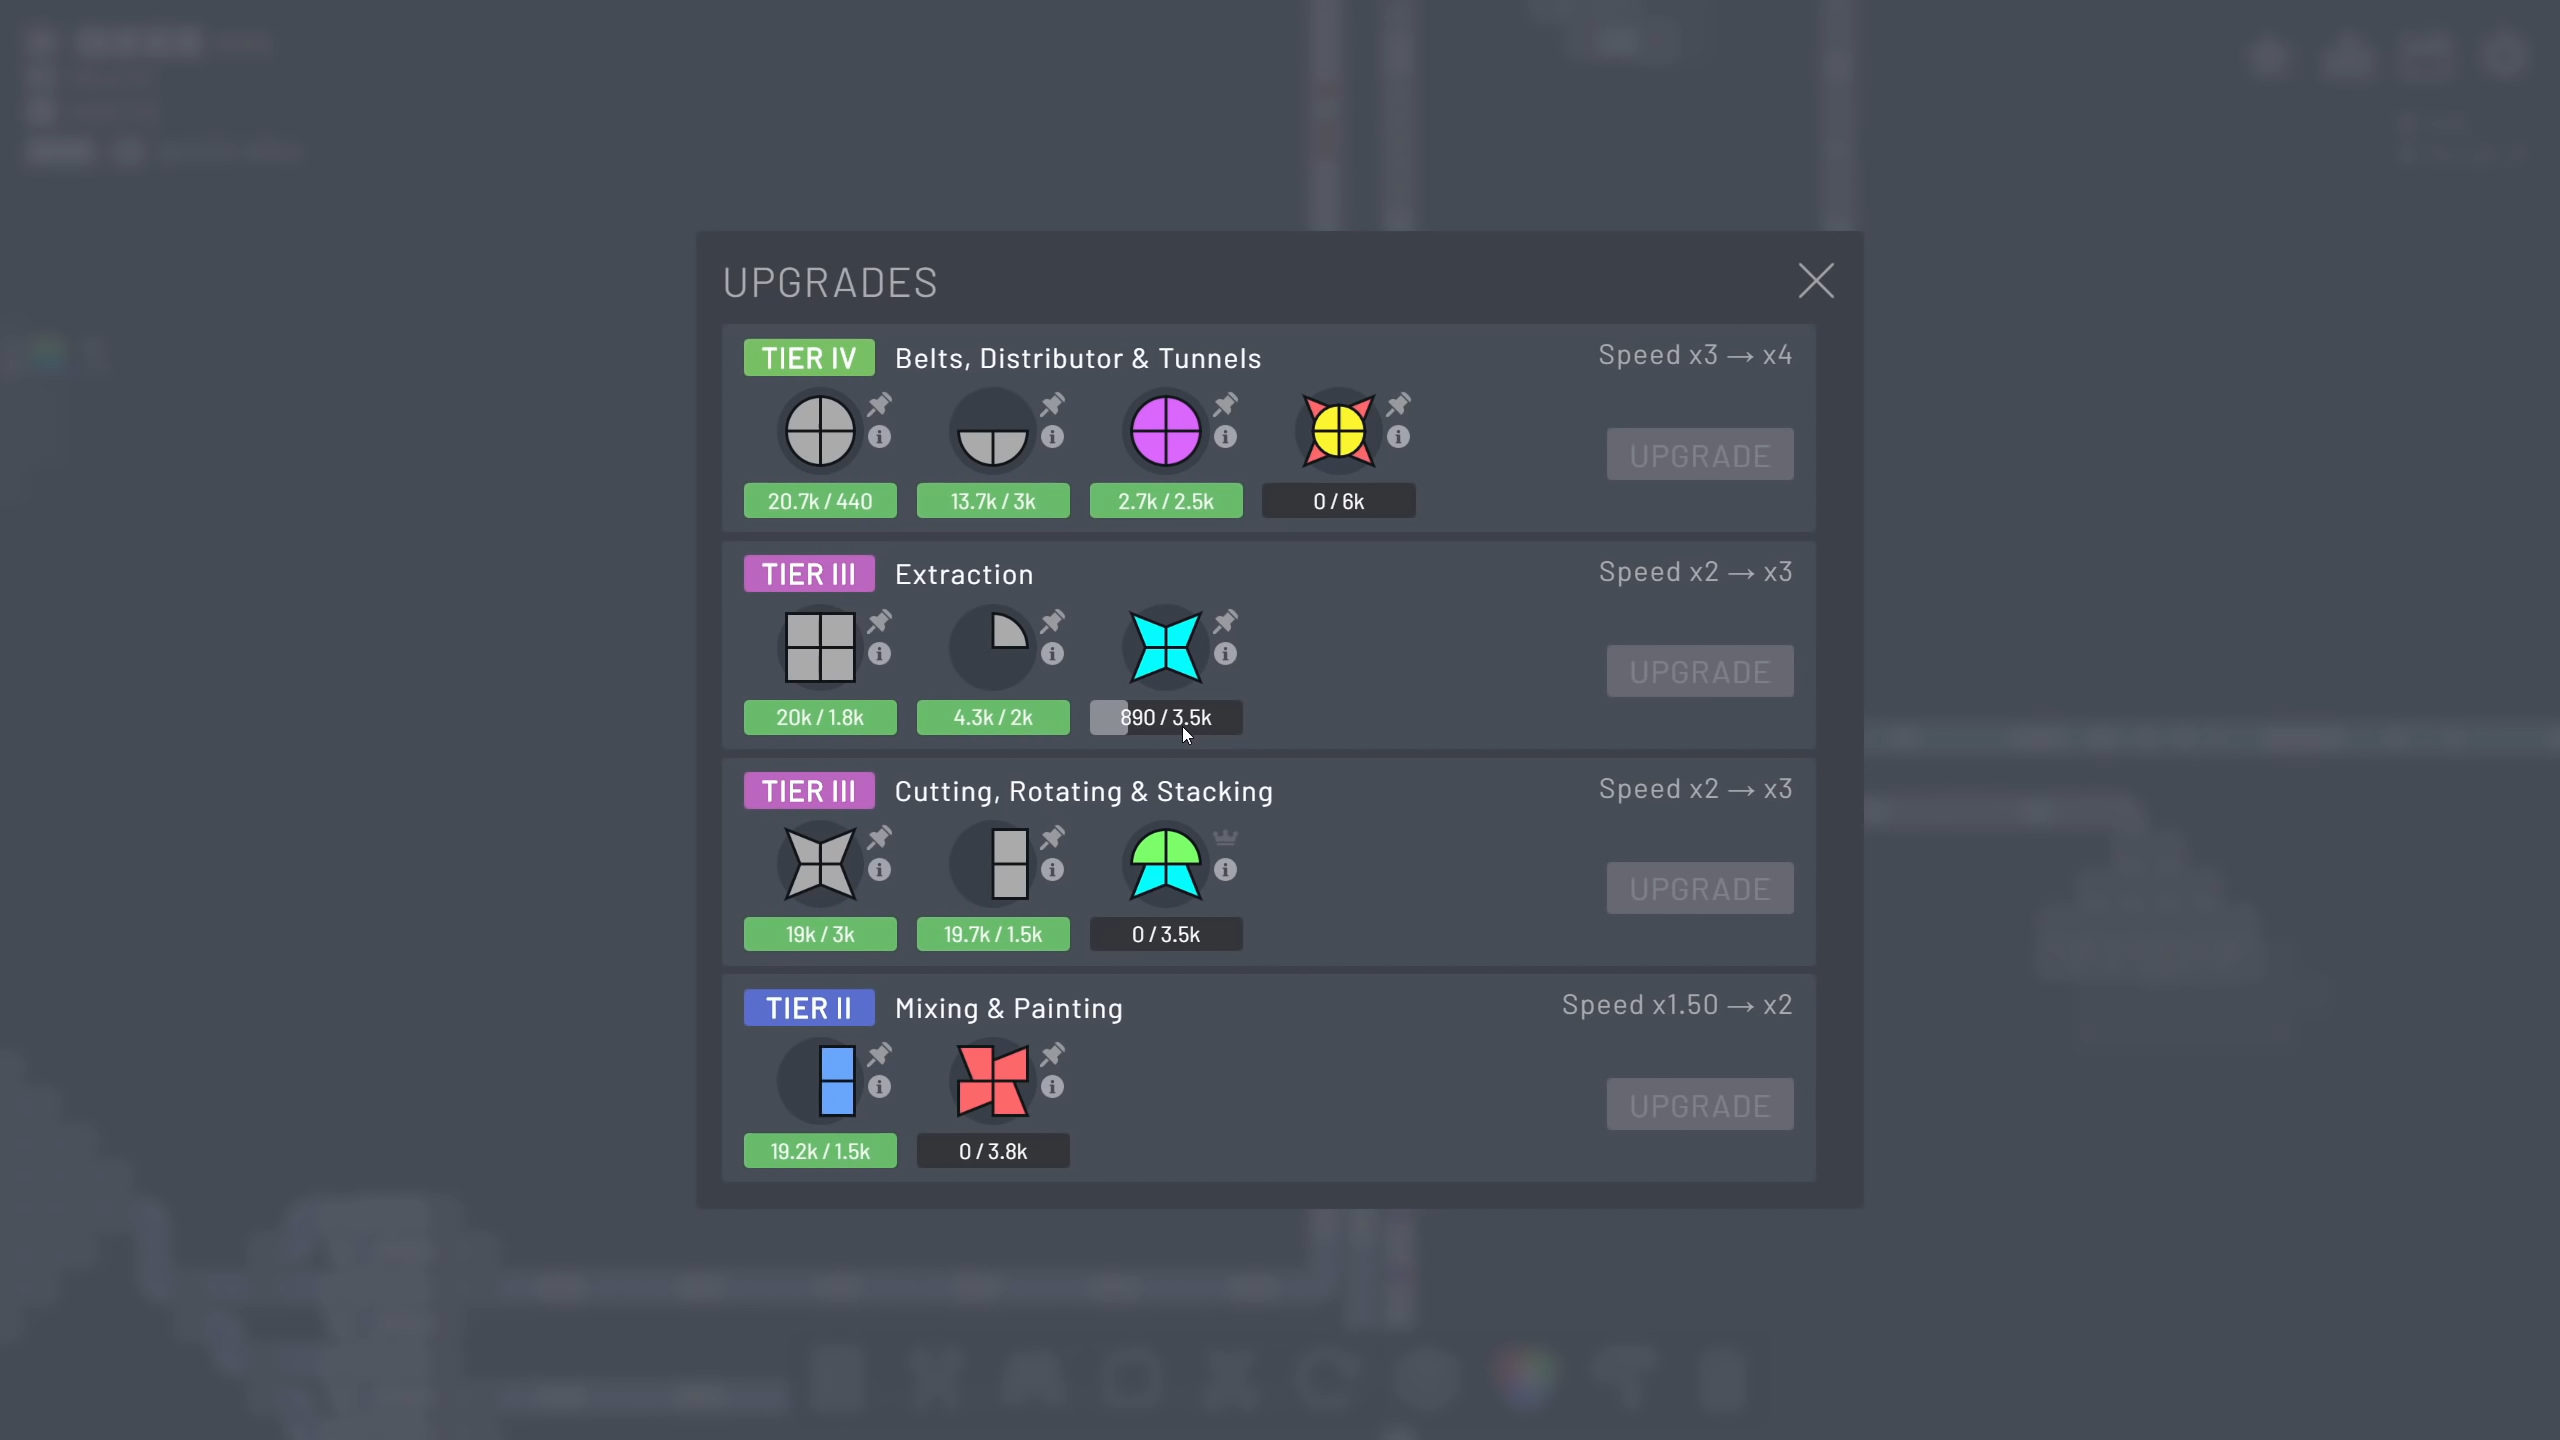 UPGRADES
TIER IV Belts, Distributor & Tunnels Speed x3 → x4
20.7k / 440 13.7k / 3k 2.7k / 2.5k 0 / 6k
UPGRADE
TIER III Extraction Speed x2 → x3
20k / 1.8k 4.3k / 2k 890 / 3.5k
UPGRADE
TIER III Cutting, Rotating & Stacking Speed x2 → x3
19k / 3k 19.7k / 1.5k 0 / 3.5k
UPGRADE
TIER II Mixing & Painting Speed x1.50 → x2
19.2k / 1.5k 0 / 3.8k
UPGRADE